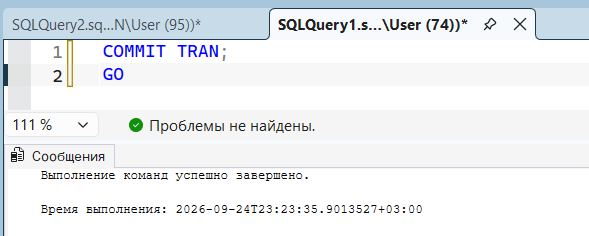 SQLQuery2.sq...N\User (95))*
SQLQuery1.s...\User (74))*
1 COMMIT TRAN;
2 GO
111 %
Проблемы не найдены.
Сообщения
Выполнение команд успешно завершено.
Время выполнения: 2026-09-24T23:23:35.9013527+03:00